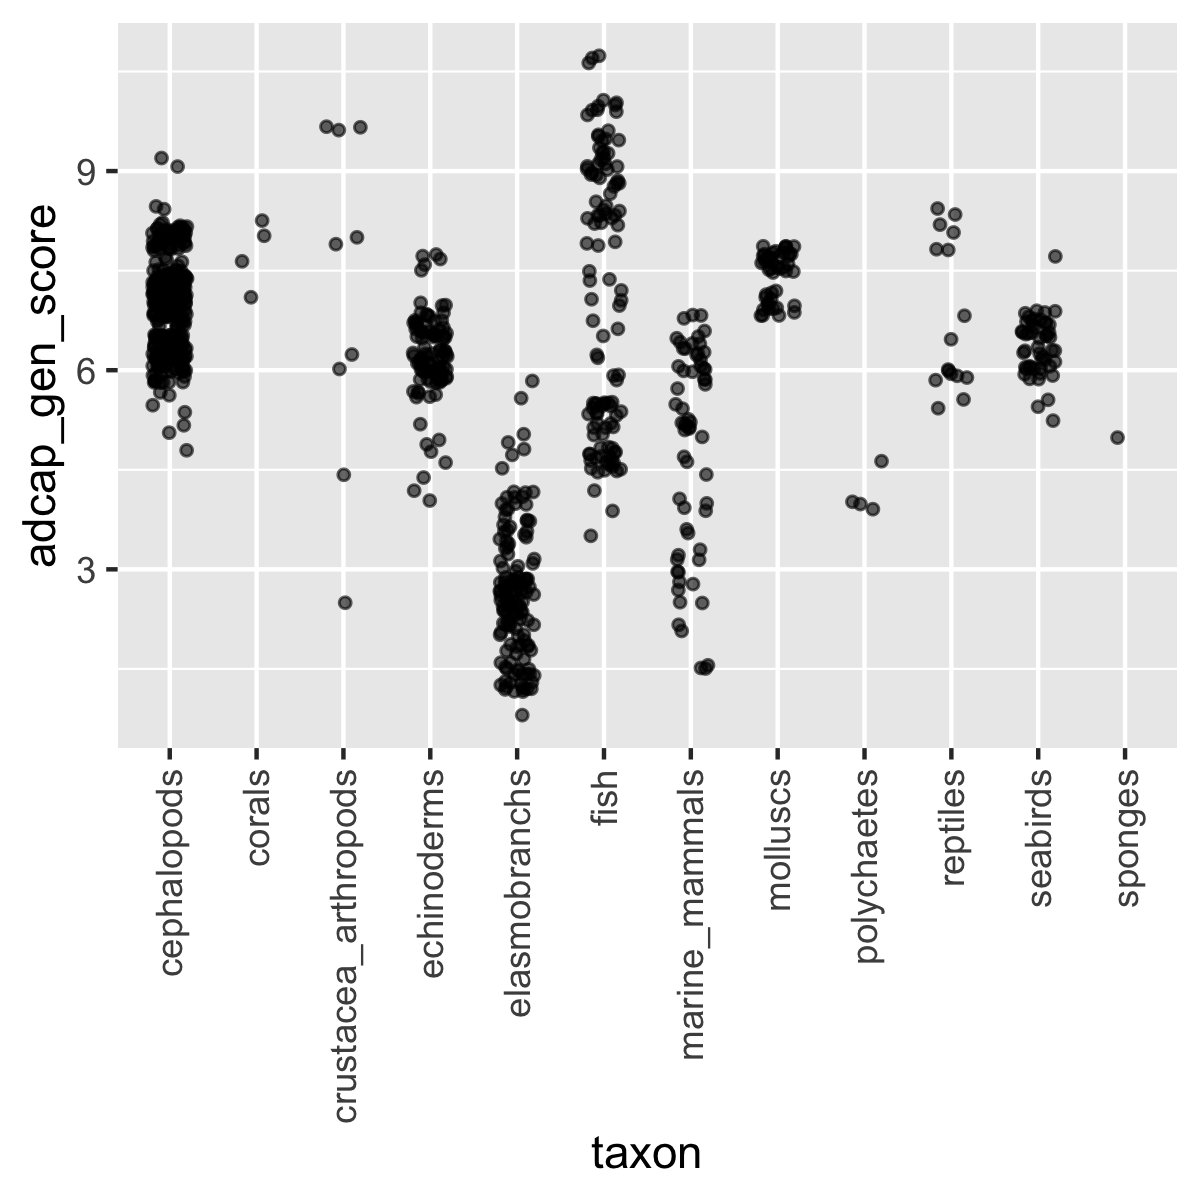 adcap_gen_score
9
6
3
cephalopods
corals
crustacea_arthropods
echinoderms
elasmobranchs
fish
marine_mammals
molluscs
polychaetes
reptiles
seabirds
sponges
taxon